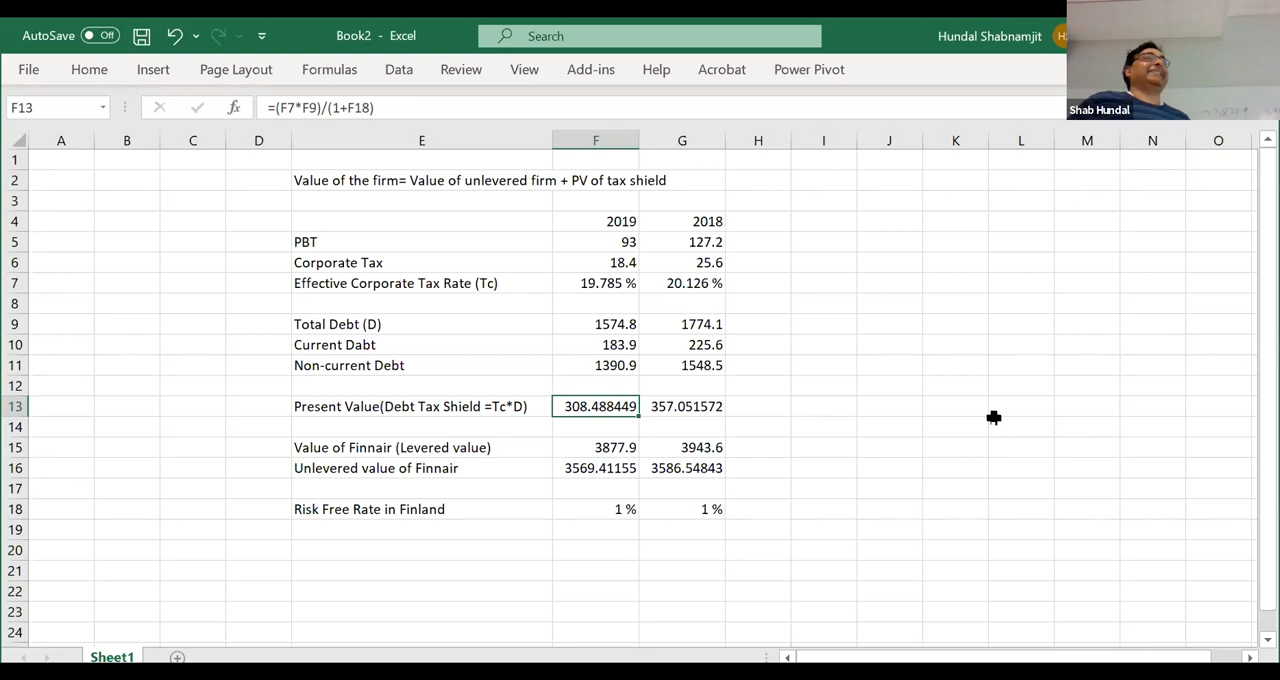 AutoSave Off Book2 - Excel Search Hundal Shabnamjit
File Home Insert Page Layout Formulas Data Review View Add-ins Help Acrobat Power Pivot
Shab Hundal
F13 fx =(F7*F9)/(1+F18)
A B C D E F G H I J K L M N O
1
2 Value of the firm= Value of unlevered firm + PV of tax shield
3
4 2019 2018
5 PBT 93 127.2
6 Corporate Tax 18.4 25.6
7 Effective Corporate Tax Rate (Tc) 19.785 % 20.126 %
8
9 Total Debt (D) 1574.8 1774.1
10 Current Dabt 183.9 225.6
11 Non-current Debt 1390.9 1548.5
12
13 Present Value(Debt Tax Shield =Tc*D) 308.488449 357.051572
14
15 Value of Finnair (Levered value) 3877.9 3943.6
16 Unlevered value of Finnair 3569.41155 3586.54843
17
18 Risk Free Rate in Finland 1 % 1 %
19
20
21
22
23
24
Sheet1